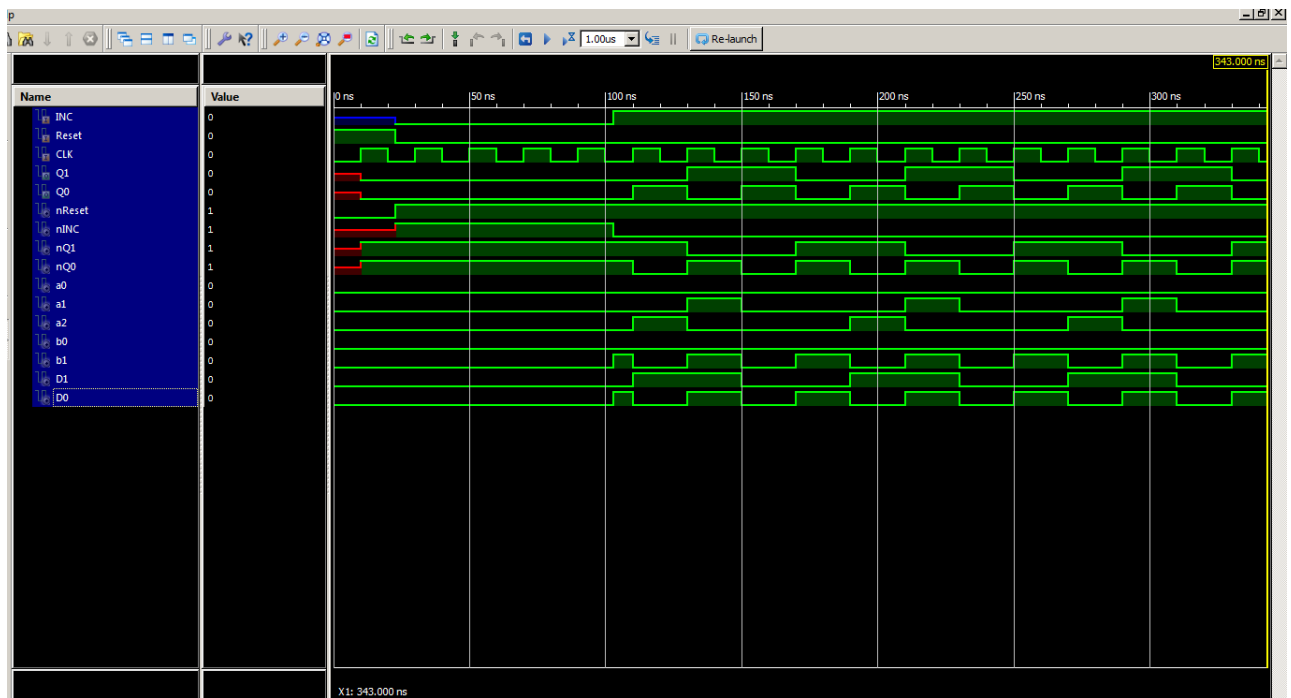 p
1.00us Re-launch
343.000 ns
Name Value 0 ns 50 ns 100 ns 150 ns 200 ns 250 ns 300 ns
INC 0
Reset 0
CLK 0
Q1 0
Q0 0
nReset 1
nINC 1
nQ1 1
nQ0 1
a0 0
a1 0
a2 0
b0 0
b1 0
D1 0
D0 0
X1: 343.000 ns